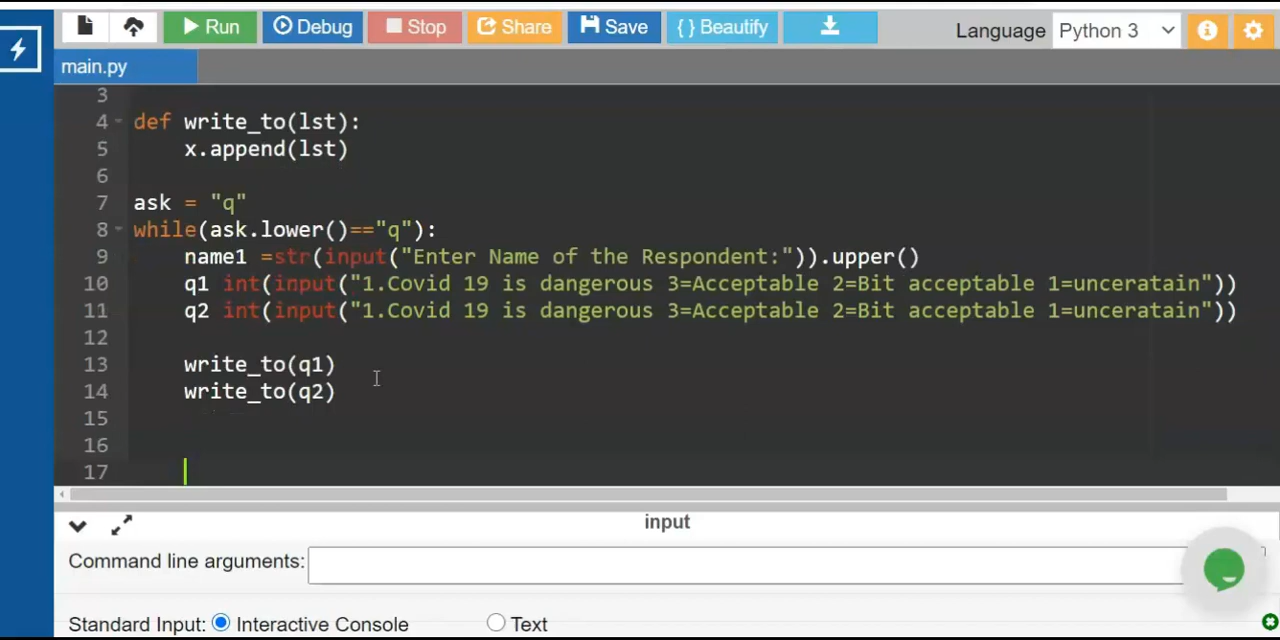 Run Debug Stop Share Save { } Beautify Language Python 3
main.py
3
4 def write_to(lst):
5 x.append(lst)
6
7 ask = "q"
8 while(ask.lower()=="q"):
9 name1 =str(input("Enter Name of the Respondent:")).upper()
10 q1 int(input("1.Covid 19 is dangerous 3=Acceptable 2=Bit acceptable 1=unceratain"))
11 q2 int(input("1.Covid 19 is dangerous 3=Acceptable 2=Bit acceptable 1=unceratain"))
12
13 write_to(q1)
14 write_to(q2)
15
16
17
input
Command line arguments:
Standard Input: Interactive Console Text